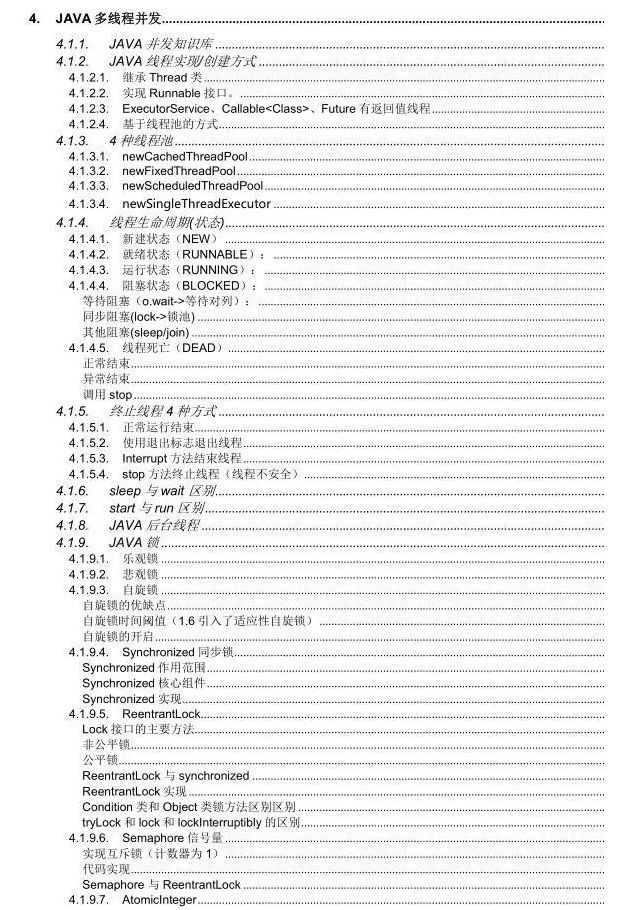 4. JAVA 多线程并发
4.1.1. JAVA 并发知识库
4.1.2. JAVA 线程实现/创建方式
4.1.2.1. 继承 Thread 类
4.1.2.2. 实现 Runnable 接口。
4.1.2.3. ExecutorService、Callable<Class>、Future 有返回值线程
4.1.2.4. 基于线程池的方式
4.1.3. 4 种线程池
4.1.3.1. newCachedThreadPool
4.1.3.2. newFixedThreadPool
4.1.3.3. newScheduledThreadPool
4.1.3.4. newSingleThreadExecutor
4.1.4. 线程生命周期(状态)
4.1.4.1. 新建状态（NEW）
4.1.4.2. 就绪状态（RUNNABLE）：
4.1.4.3. 运行状态（RUNNING）：
4.1.4.4. 阻塞状态（BLOCKED）：
等待阻塞（o.wait->等待对列）：
同步阻塞(lock->锁池)
其他阻塞(sleep/join)
4.1.4.5. 线程死亡（DEAD）
正常结束
异常结束
调用 stop
4.1.5. 终止线程 4 种方式
4.1.5.1. 正常运行结束
4.1.5.2. 使用退出标志退出线程
4.1.5.3. Interrupt 方法结束线程
4.1.5.4. stop 方法终止线程（线程不安全）
4.1.6. sleep 与 wait 区别
4.1.7. start 与 run 区别
4.1.8. JAVA 后台线程
4.1.9. JAVA 锁
4.1.9.1. 乐观锁
4.1.9.2. 悲观锁
4.1.9.3. 自旋锁
自旋锁的优缺点
自旋锁时间阈值（1.6 引入了适应性自旋锁）
自旋锁的开启
4.1.9.4. Synchronized 同步锁
Synchronized 作用范围
Synchronized 核心组件
Synchronized 实现
4.1.9.5. ReentrantLock
Lock 接口的主要方法
非公平锁
公平锁
ReentrantLock 与 synchronized
ReentrantLock 实现
Condition 类和 Object 类锁方法区别区别
tryLock 和 lock 和 lockInterruptibly 的区别
4.1.9.6. Semaphore 信号量
实现互斥锁（计数器为 1）
代码实现
Semaphore 与 ReentrantLock
4.1.9.7. AtomicInteger